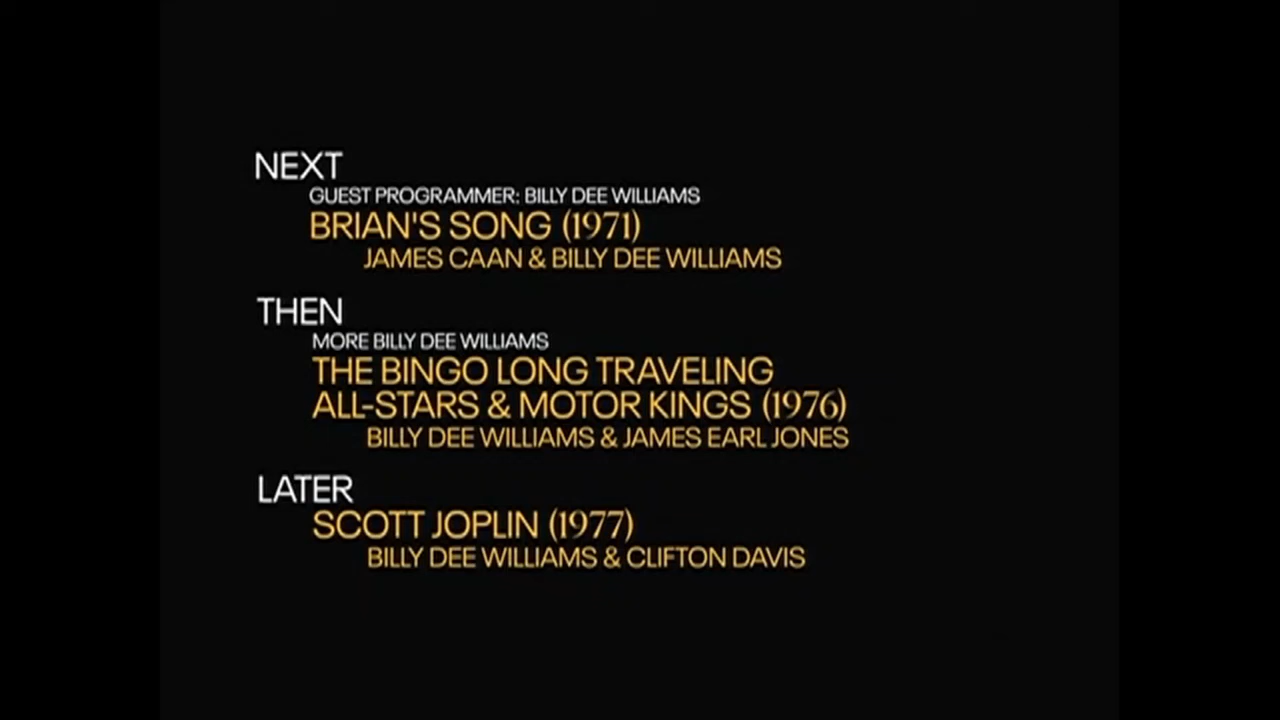 NEXT
GUEST PROGRAMMER: BILLY DEE WILLIAMS
BRIAN'S SONG (1971)
JAMES CAAN & BILLY DEE WILLIAMS
THEN
MORE BILLY DEE WILLIAMS
THE BINGO LONG TRAVELING
ALL-STARS & MOTOR KINGS (1976)
BILLY DEE WILLIAMS & JAMES EARL JONES
LATER
SCOTT JOPLIN (1977)
BILLY DEE WILLIAMS & CLIFTON DAVIS